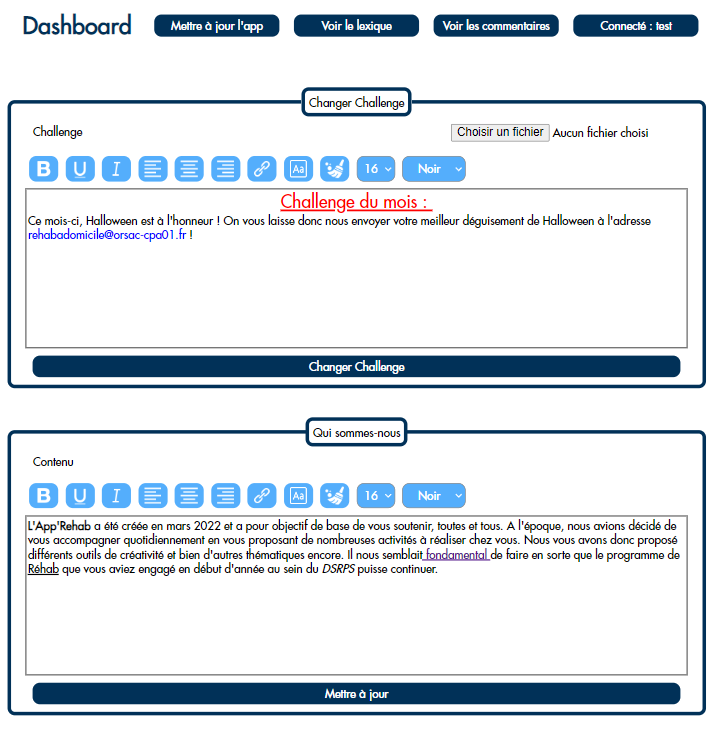 Dashboard Mettre à jour l'app Voir le lexique Voir les commentaires Connecté : test
Changer Challenge
Challenge Choisir un fichier Aucun fichier choisi
B U I Aa 16 Noir
Challenge du mois :
Ce mois-ci, Halloween est à l'honneur ! On vous laisse donc nous envoyer votre meilleur déguisement de Halloween à l'adresse
rehabadomicile@orsac-cpa01.fr !
Changer Challenge
Qui sommes-nous
Contenu
B U I Aa 16 Noir
L'App'Rehab a été créée en mars 2022 et a pour objectif de base de vous soutenir, toutes et tous. A l'époque, nous avions décidé de
vous accompagner quotidiennement en vous proposant de nombreuses activités à réaliser chez vous. Nous vous avons donc proposé
différents outils de créativité et bien d'autres thématiques encore. Il nous semblait fondamental de faire en sorte que le programme de
Réhab que vous aviez engagé en début d'année au sein du DSRPS puisse continuer.
Mettre à jour